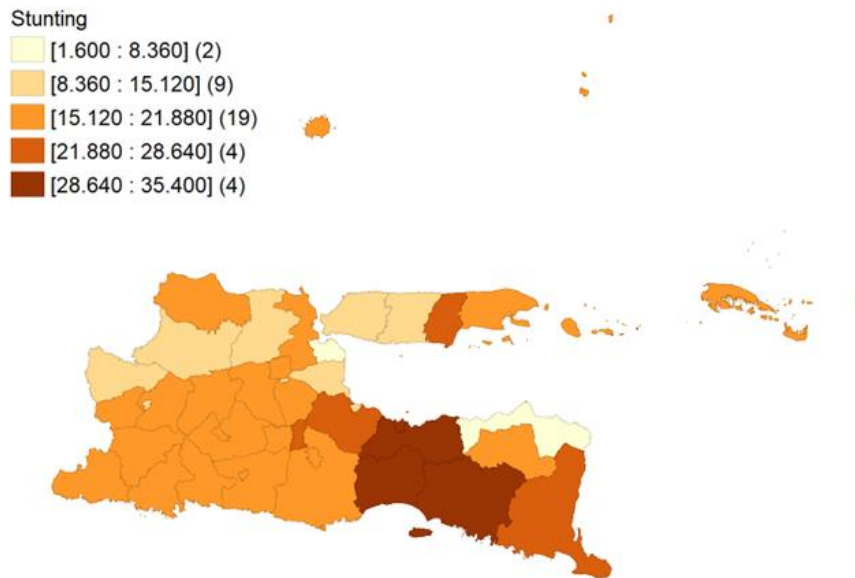 Stunting
[1.600 : 8.360] (2)
[8.360 : 15.120] (9)
[15.120 : 21.880] (19)
[21.880 : 28.640] (4)
[28.640 : 35.400] (4)